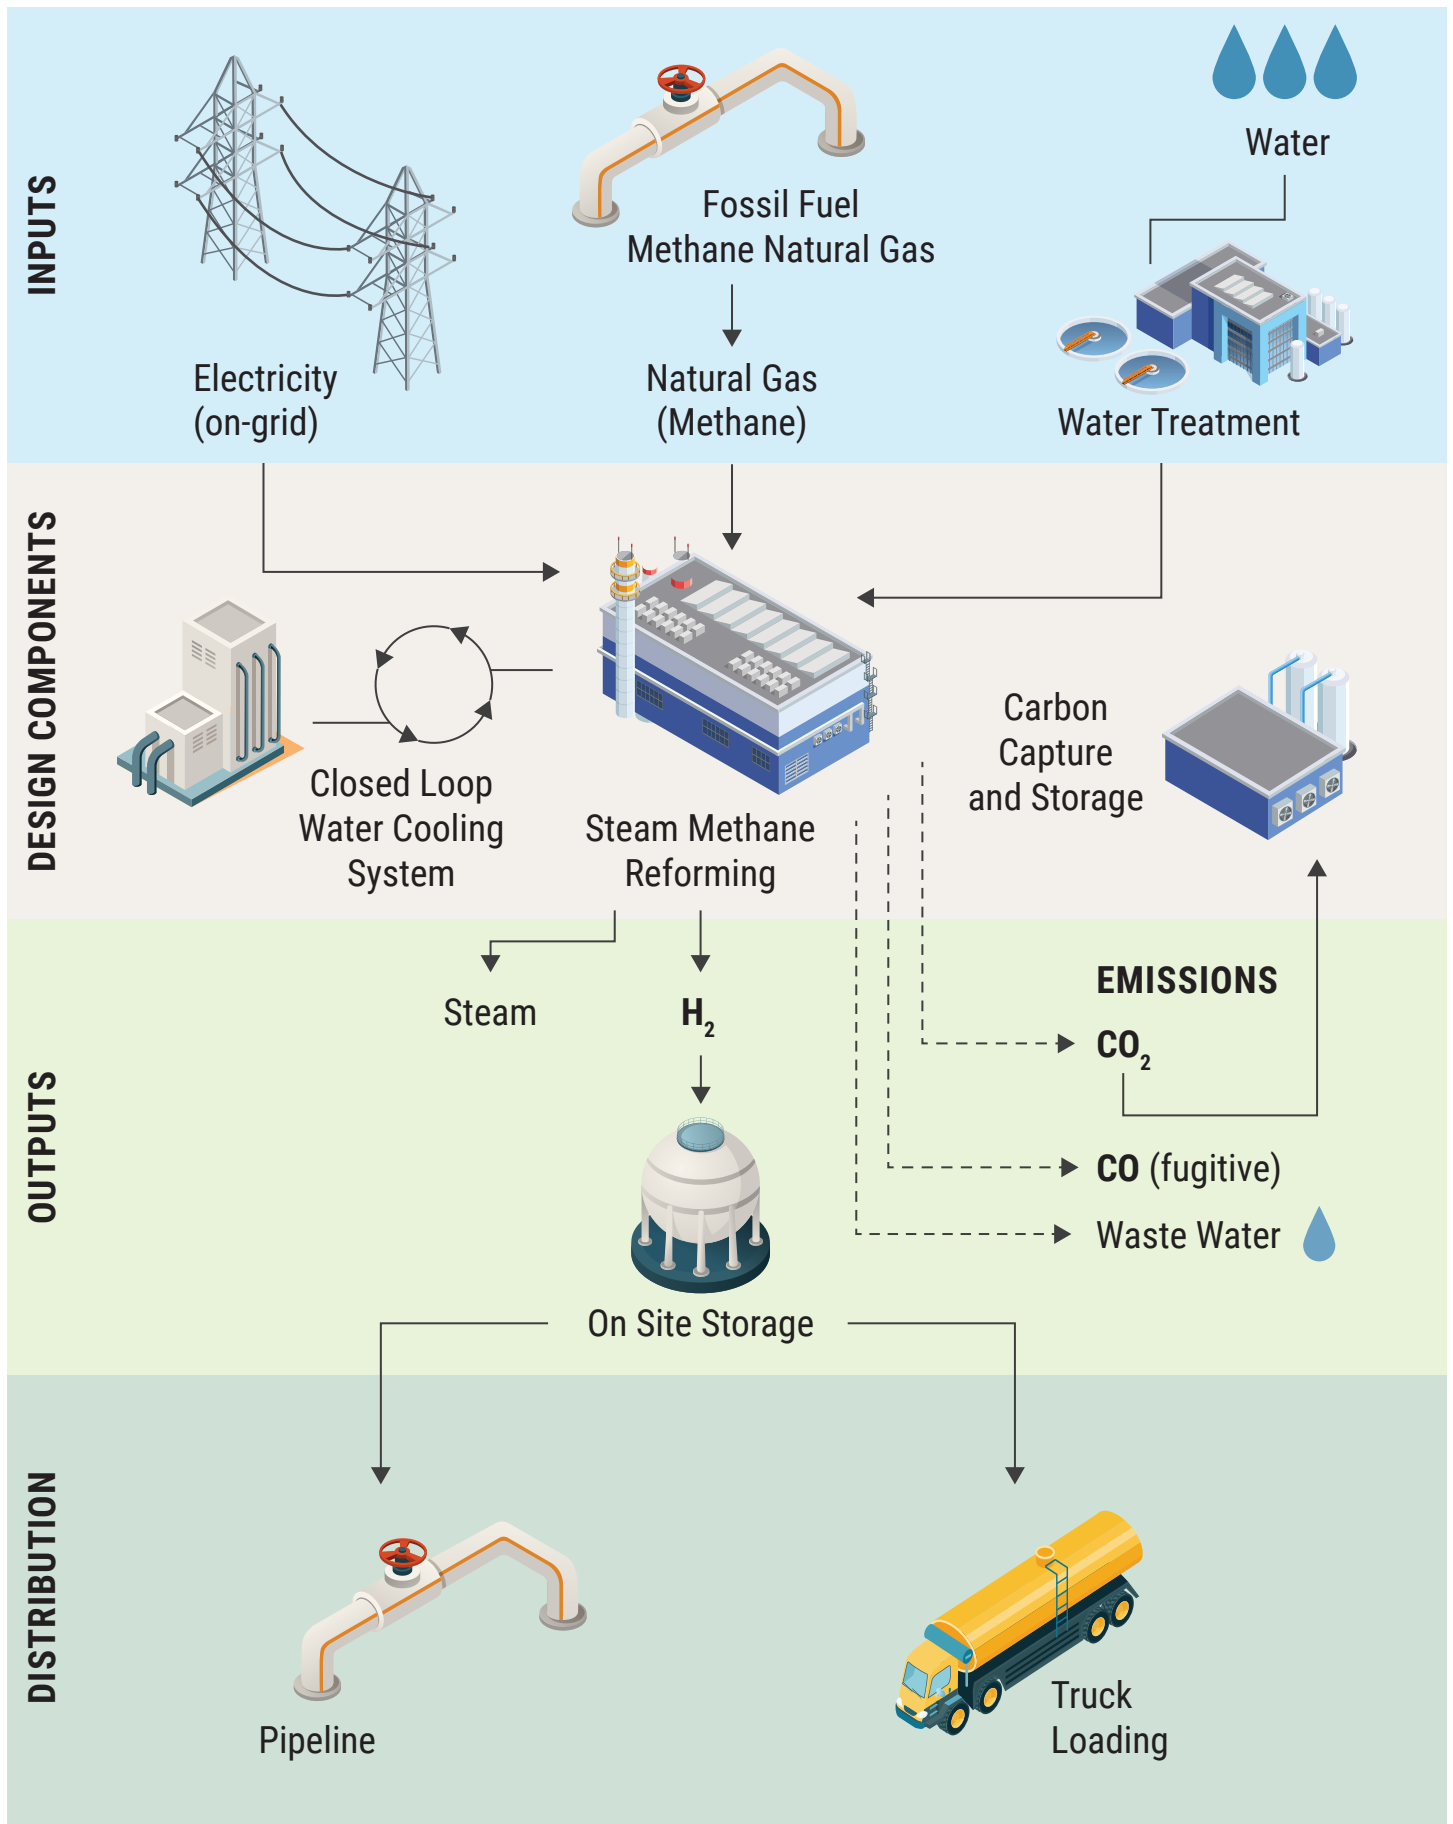 INPUTS
Electricity
(on-grid)
Fossil Fuel
Methane Natural Gas
Natural Gas
(Methane)
Water
Water Treatment
DESIGN COMPONENTS
Closed Loop
Water Cooling
System
Steam Methane
Reforming
Carbon
Capture
and Storage
OUTPUTS
Steam
H₂
On Site Storage
EMISSIONS
CO₂
CO (fugitive)
Waste Water
DISTRIBUTION
Pipeline
Truck
Loading